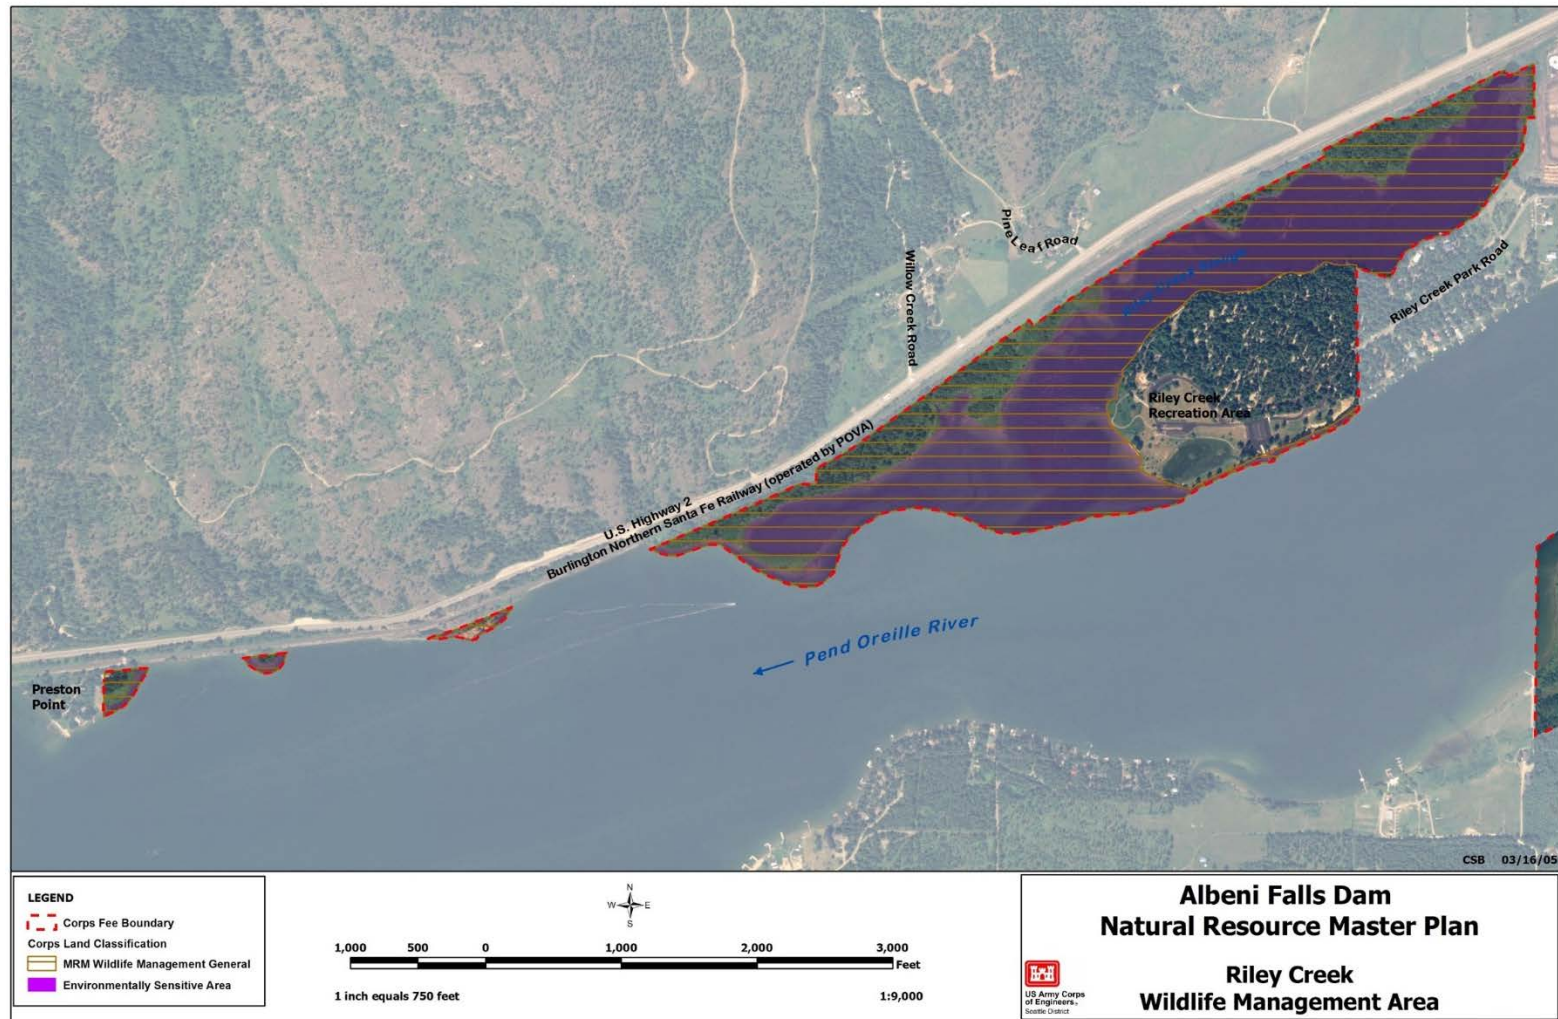 Pine Leaf Road
Willow Creek Road
Riley Creek Park Road
Riley Creek
Recreation Area
U.S. Highway 2
Burlington Northern Santa Fe Railway (operated by POVA)
Pend Oreille River
Preston
Point
CSB 03/16/05
LEGEND
Corps Fee Boundary
Corps Land Classification
MRM Wildlife Management General
Environmentally Sensitive Area
N
W E
S
1,000 500 0 1,000 2,000 3,000
Feet
1 inch equals 750 feet
1:9,000
Albeni Falls Dam
Natural Resource Master Plan
US Army Corps
of Engineers®
Seattle District
Riley Creek
Wildlife Management Area